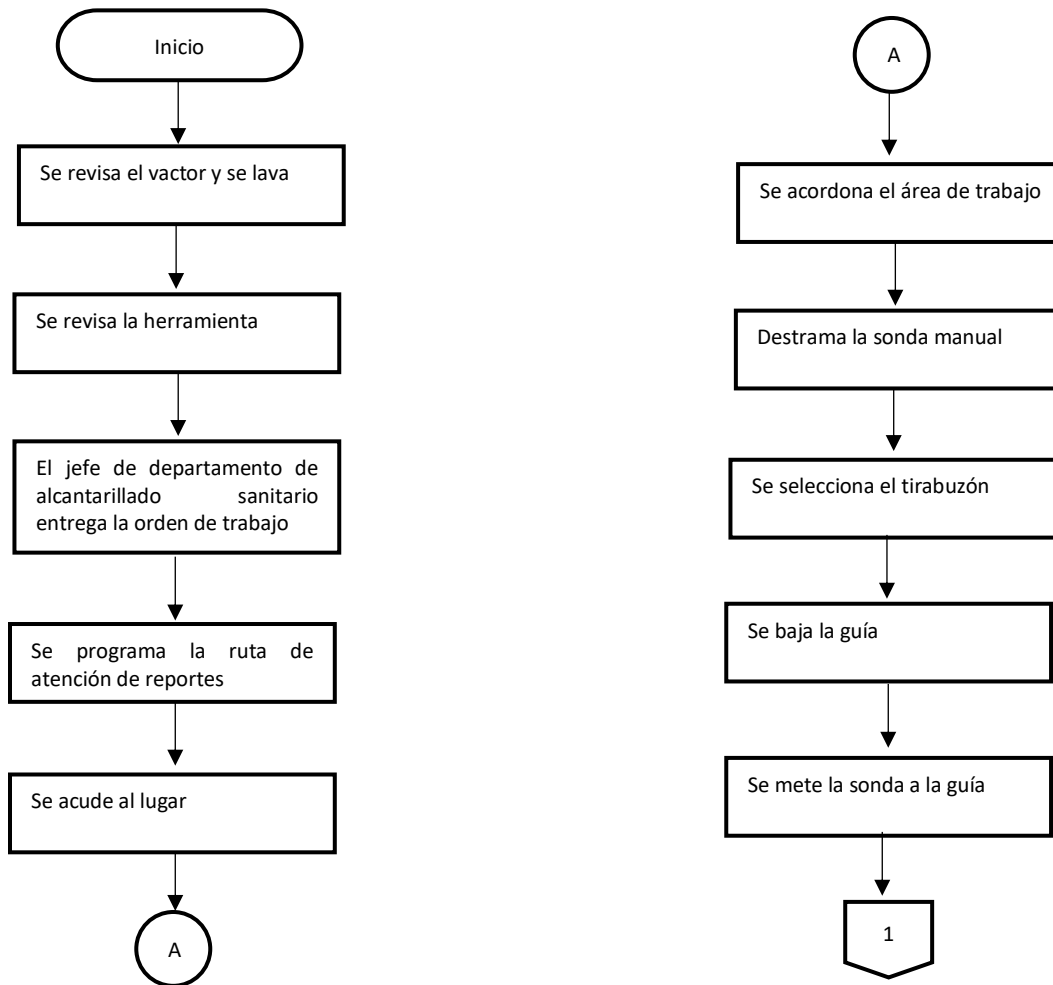 Inicio
Se revisa el vactor y se lava
Se revisa la herramienta
El jefe de departamento de
alcantarillado sanitario
entrega la orden de trabajo
Se programa la ruta de
atención de reportes
Se acude al lugar
A
A
Se acordona el área de trabajo
Destrama la sonda manual
Se selecciona el tirabuzón
Se baja la guía
Se mete la sonda a la guía
1